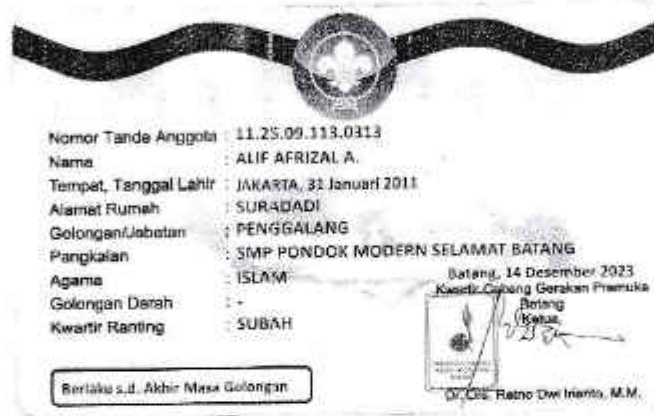 Nomor Tanda Anggota : 11.25.09.113.0313
Nama : ALIF AFRIZAL A.
Tempat, Tanggal Lahir : JAKARTA, 31 Januari 2011
Alamat Rumah : SURADADI
Golongan/Jabatan : PENGGALANG
Pangkalan : SMP PONDOK MODERN SELAMAT BATANG
Agama : ISLAM
Golongan Darah : -
Kwartir Ranting : SUBAH
Batang, 14 Desember 2023
Kwartir Cabang Gerakan Pramuka
Batang
Ketua,
Dr. Drs. Retno Dwi Irianto, M.M.
Berlaku s.d. Akhir Masa Golongan